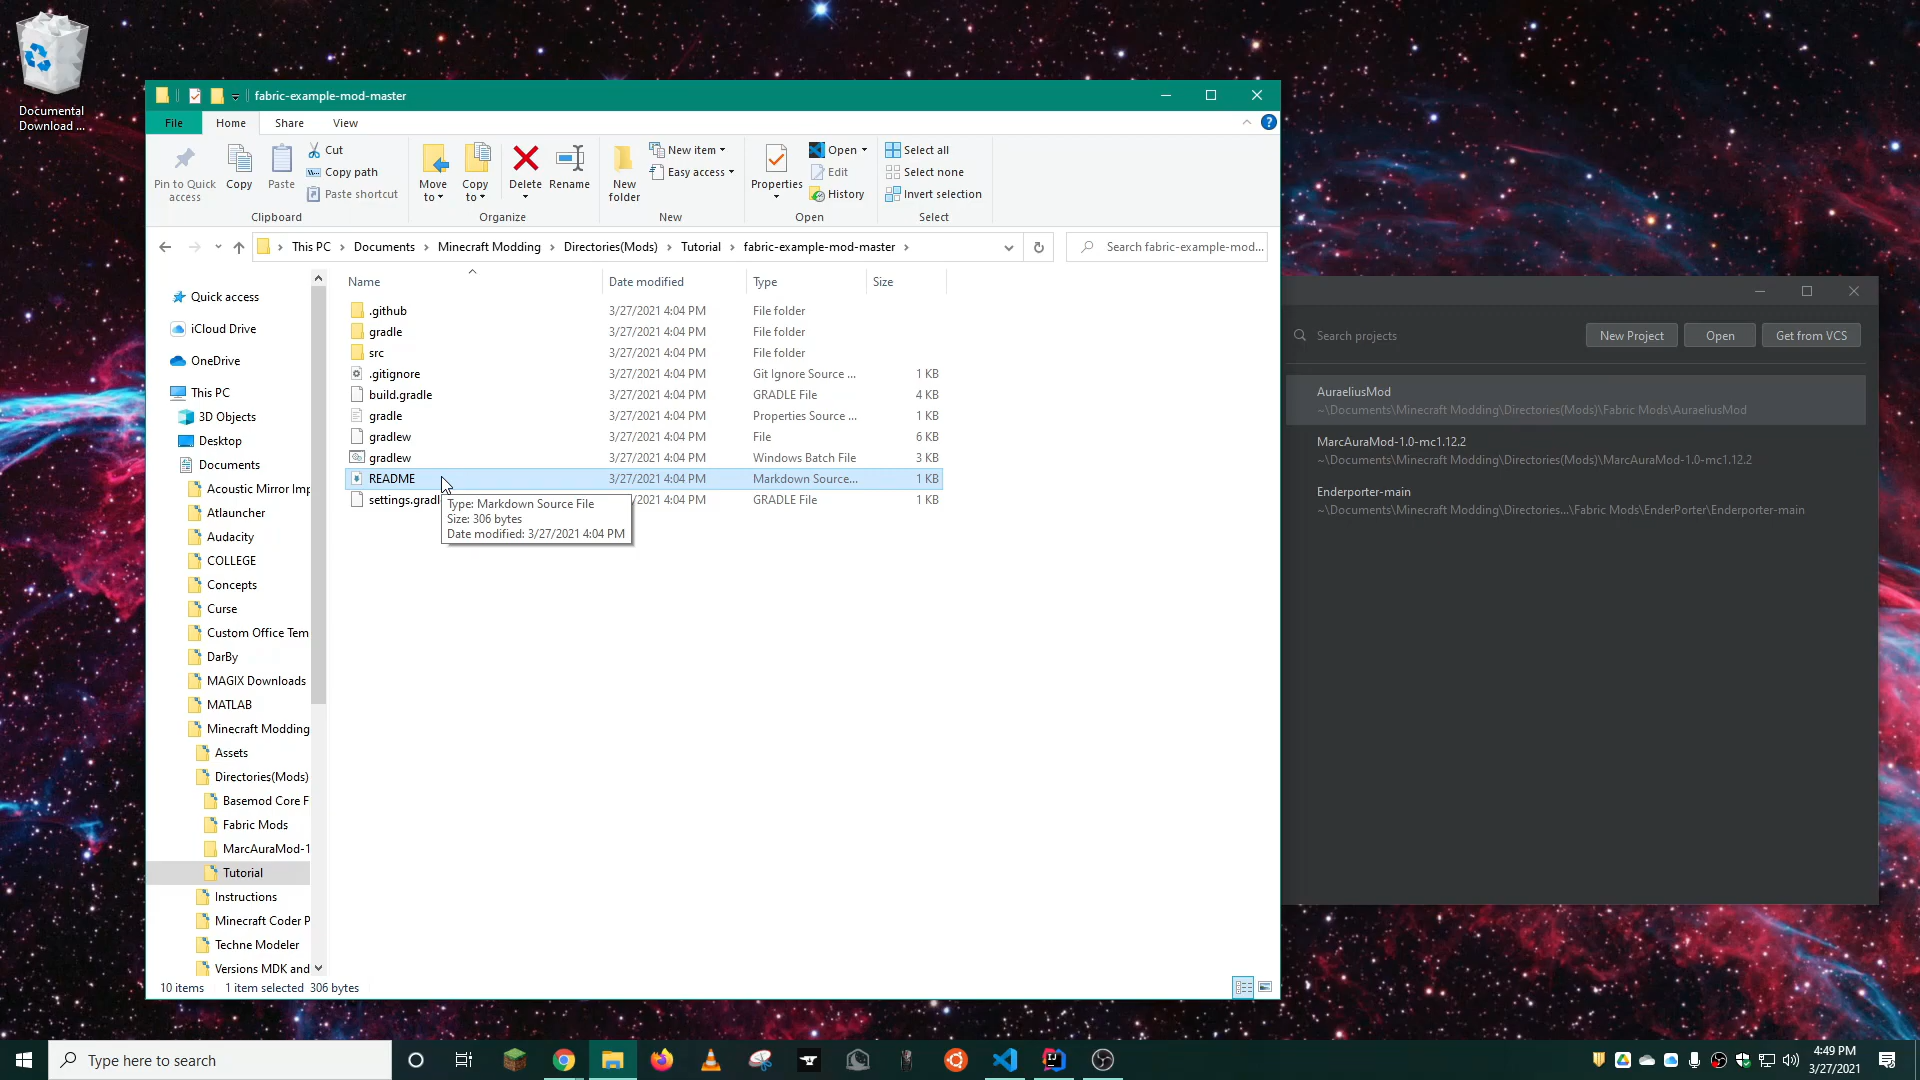 Documental
Download ...
fabric-example-mod-master
File
Home
Share
View
Pin to Quick
access
Copy
Paste
Cut
Copy path
Paste shortcut
Clipboard
Move
to
Copy
to
Delete
Rename
Organize
New
folder
New item
Easy access
New
Properties
Open
Edit
History
Open
Select all
Select none
Invert selection
Select
This PC
Documents
Minecraft Modding
Directories(Mods)
Tutorial
fabric-example-mod-master
Search fabric-example-mod...
Quick access
iCloud Drive
OneDrive
This PC
3D Objects
Desktop
Documents
Acoustic Mirror Imp
Atlauncher
Audacity
COLLEGE
Concepts
Curse
Custom Office Tem
DarBy
MAGIX Downloads
MATLAB
Minecraft Modding
Assets
Directories(Mods)
Basemod Core F
Fabric Mods
MarcAuraMod-1
Tutorial
Instructions
Minecraft Coder P
Techne Modeler
Versions MDK and
Name Date modified Type Size
.github 3/27/2021 4:04 PM File folder
gradle 3/27/2021 4:04 PM File folder
src 3/27/2021 4:04 PM File folder
.gitignore 3/27/2021 4:04 PM Git Ignore Source ... 1 KB
build.gradle 3/27/2021 4:04 PM GRADLE File 4 KB
gradle 3/27/2021 4:04 PM Properties Source ... 1 KB
gradlew 3/27/2021 4:04 PM File 6 KB
gradlew 3/27/2021 4:04 PM Windows Batch File 3 KB
README 3/27/2021 4:04 PM Markdown Source... 1 KB
settings.gradl /27/2021 4:04 PM GRADLE File 1 KB
Type: Markdown Source File
Size: 306 bytes
Date modified: 3/27/2021 4:04 PM
10 items 1 item selected 306 bytes
Search projects
New Project
Open
Get from VCS
AuraeliusMod
~\Documents\Minecraft Modding\Directories(Mods)\Fabric Mods\AuraeliusMod
MarcAuraMod-1.0-mc1.12.2
~\Documents\Minecraft Modding\Directories(Mods)\MarcAuraMod-1.0-mc1.12.2
Enderporter-main
~\Documents\Minecraft Modding\Directories...\Fabric Mods\EnderPorter\Enderporter-main
Type here to search
4:49 PM
3/27/2021